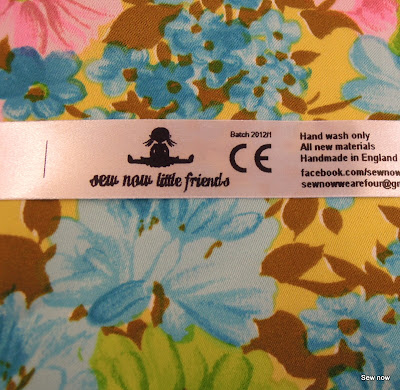 sew now little friends
Batch 2012/1
CE
Hand wash only
All new materials
Handmade in England
facebook.com/sewnow
sewnowwearefour@gm
Sew now